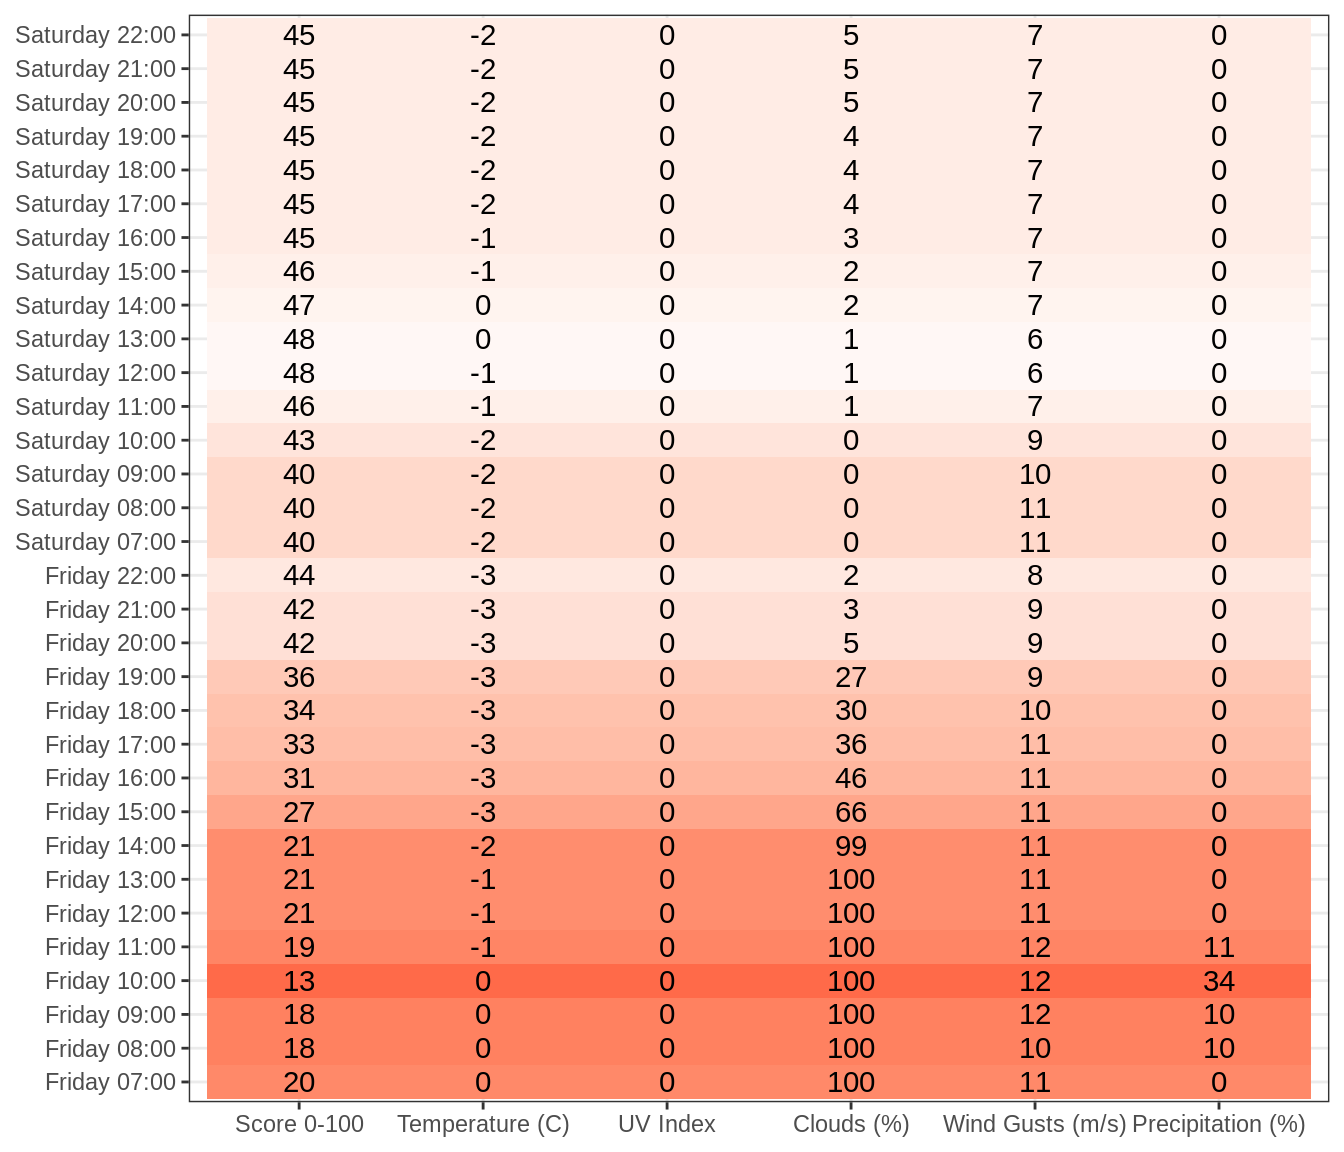 Saturday 22:00 45 -2 0 5 7 0
Saturday 21:00 45 -2 0 5 7 0
Saturday 20:00 45 -2 0 5 7 0
Saturday 19:00 45 -2 0 4 7 0
Saturday 18:00 45 -2 0 4 7 0
Saturday 17:00 45 -2 0 4 7 0
Saturday 16:00 45 -1 0 3 7 0
Saturday 15:00 46 -1 0 2 7 0
Saturday 14:00 47 0 0 2 7 0
Saturday 13:00 48 0 0 1 6 0
Saturday 12:00 48 -1 0 1 6 0
Saturday 11:00 46 -1 0 1 7 0
Saturday 10:00 43 -2 0 0 9 0
Saturday 09:00 40 -2 0 0 10 0
Saturday 08:00 40 -2 0 0 11 0
Saturday 07:00 40 -2 0 0 11 0
Friday 22:00 44 -3 0 2 8 0
Friday 21:00 42 -3 0 3 9 0
Friday 20:00 42 -3 0 5 9 0
Friday 19:00 36 -3 0 27 9 0
Friday 18:00 34 -3 0 30 10 0
Friday 17:00 33 -3 0 36 11 0
Friday 16:00 31 -3 0 46 11 0
Friday 15:00 27 -3 0 66 11 0
Friday 14:00 21 -2 0 99 11 0
Friday 13:00 21 -1 0 100 11 0
Friday 12:00 21 -1 0 100 11 0
Friday 11:00 19 -1 0 100 12 11
Friday 10:00 13 0 0 100 12 34
Friday 09:00 18 0 0 100 12 10
Friday 08:00 18 0 0 100 10 10
Friday 07:00 20 0 0 100 11 0
Score 0-100 Temperature (C) UV Index Clouds (%) Wind Gusts (m/s) Precipitation (%)